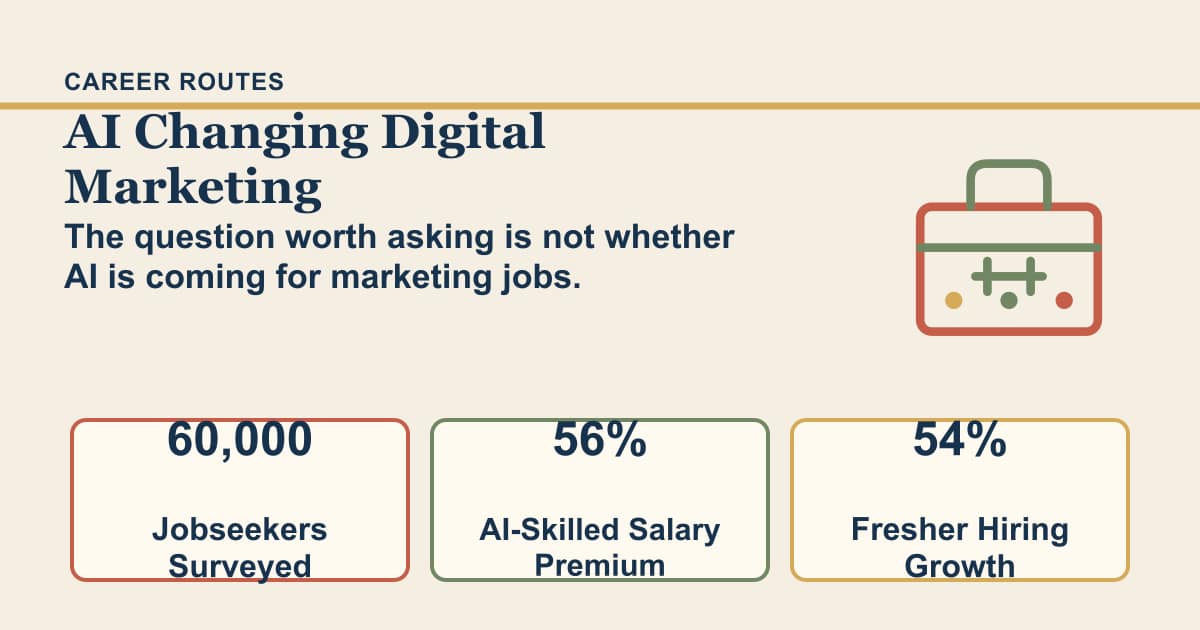 CAREER ROUTES
AI Changing Digital
Marketing
The question worth asking is not whether
AI is coming for marketing jobs.
60,000
Jobseekers
Surveyed
56%
AI-Skilled Salary
Premium
54%
Fresher Hiring
Growth